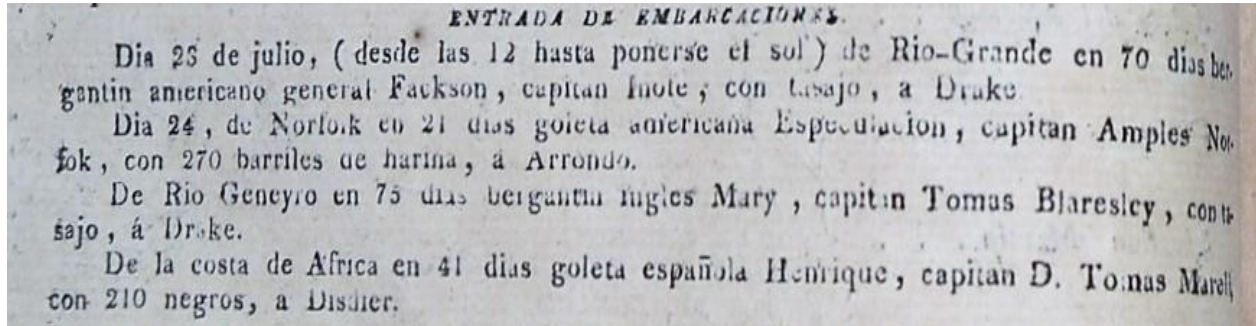 ENTRADA DE EMBARCACIONES.
Dia 23 de julio, ( desde las 12 hasta ponerse el sol ) de Rio-Grande en 70 dias ber-
gantin americano general Fackson, capitan Inole, con tasajo, a Drake
Dia 24, de Norfolk en 21 dias goleta americana Especulacion, capitan Amples Nor-
fok, con 270 barriles de harina, á Arrondo.
De Rio Geneyro en 75 dias bergantin ingles Mary, capitan Tomas Blaresley, con ta-
sajo, á Drake.
De la costa de Africa en 41 dias goleta española Henrique, capitan D. Tomas Marell,
con 210 negros, a Disdier.